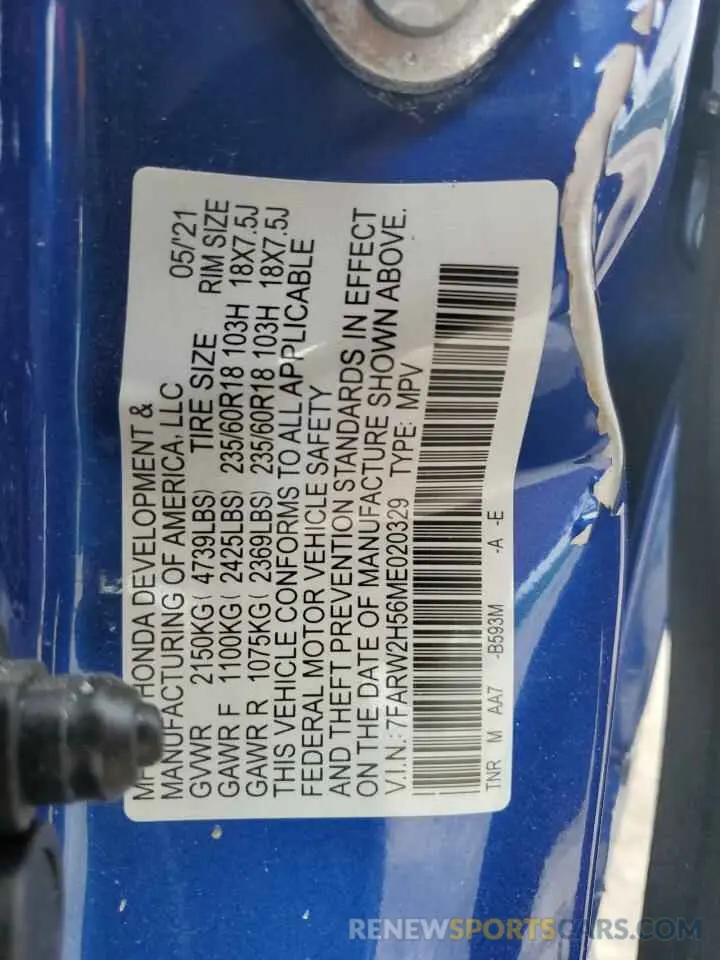 HONDA DEVELOPMENT &
MANUFACTURING OF AMERICA, LLC 05/'21
GVWR 2150KG( 4739LBS) TIRE SIZE RIM SIZE
GAWR F 1100KG( 2425LBS) 235/60R18 103H 18X7.5J
GAWR R 1075KG( 2369LBS) 235/60R18 103H 18X7.5J
THIS VEHICLE CONFORMS TO ALL APPLICABLE
FEDERAL MOTOR VEHICLE SAFETY
AND THEFT PREVENTION STANDARDS IN EFFECT
ON THE DATE OF MANUFACTURE SHOWN ABOVE.
V.I.N.: 7FARW2H56ME020329 TYPE: MPV
TNR M AA7 -B593M -A -E
RENEWSPORTSCARS.COM